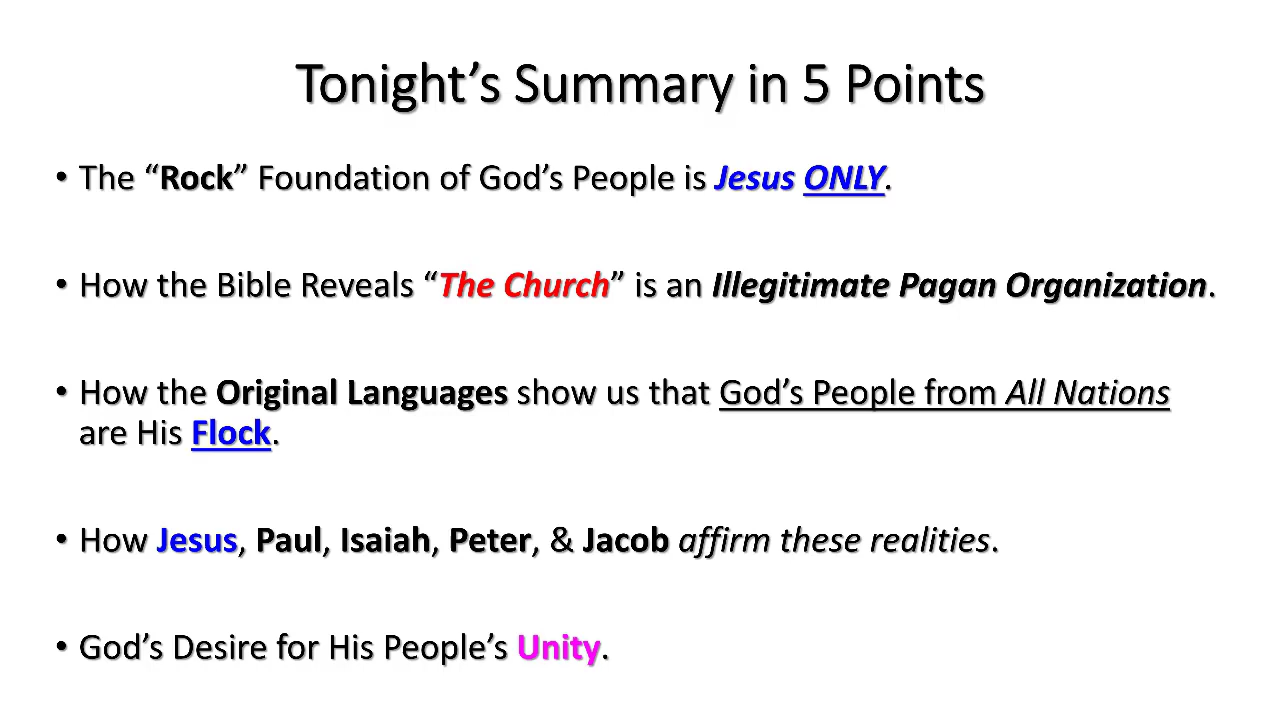 Tonight’s Summary in 5 Points
• The “Rock” Foundation of God’s People is Jesus ONLY.
• How the Bible Reveals “The Church” is an Illegitimate Pagan Organization.
• How the Original Languages show us that God’s People from All Nations
are His Flock.
• How Jesus, Paul, Isaiah, Peter, & Jacob affirm these realities.
• God’s Desire for His People’s Unity.